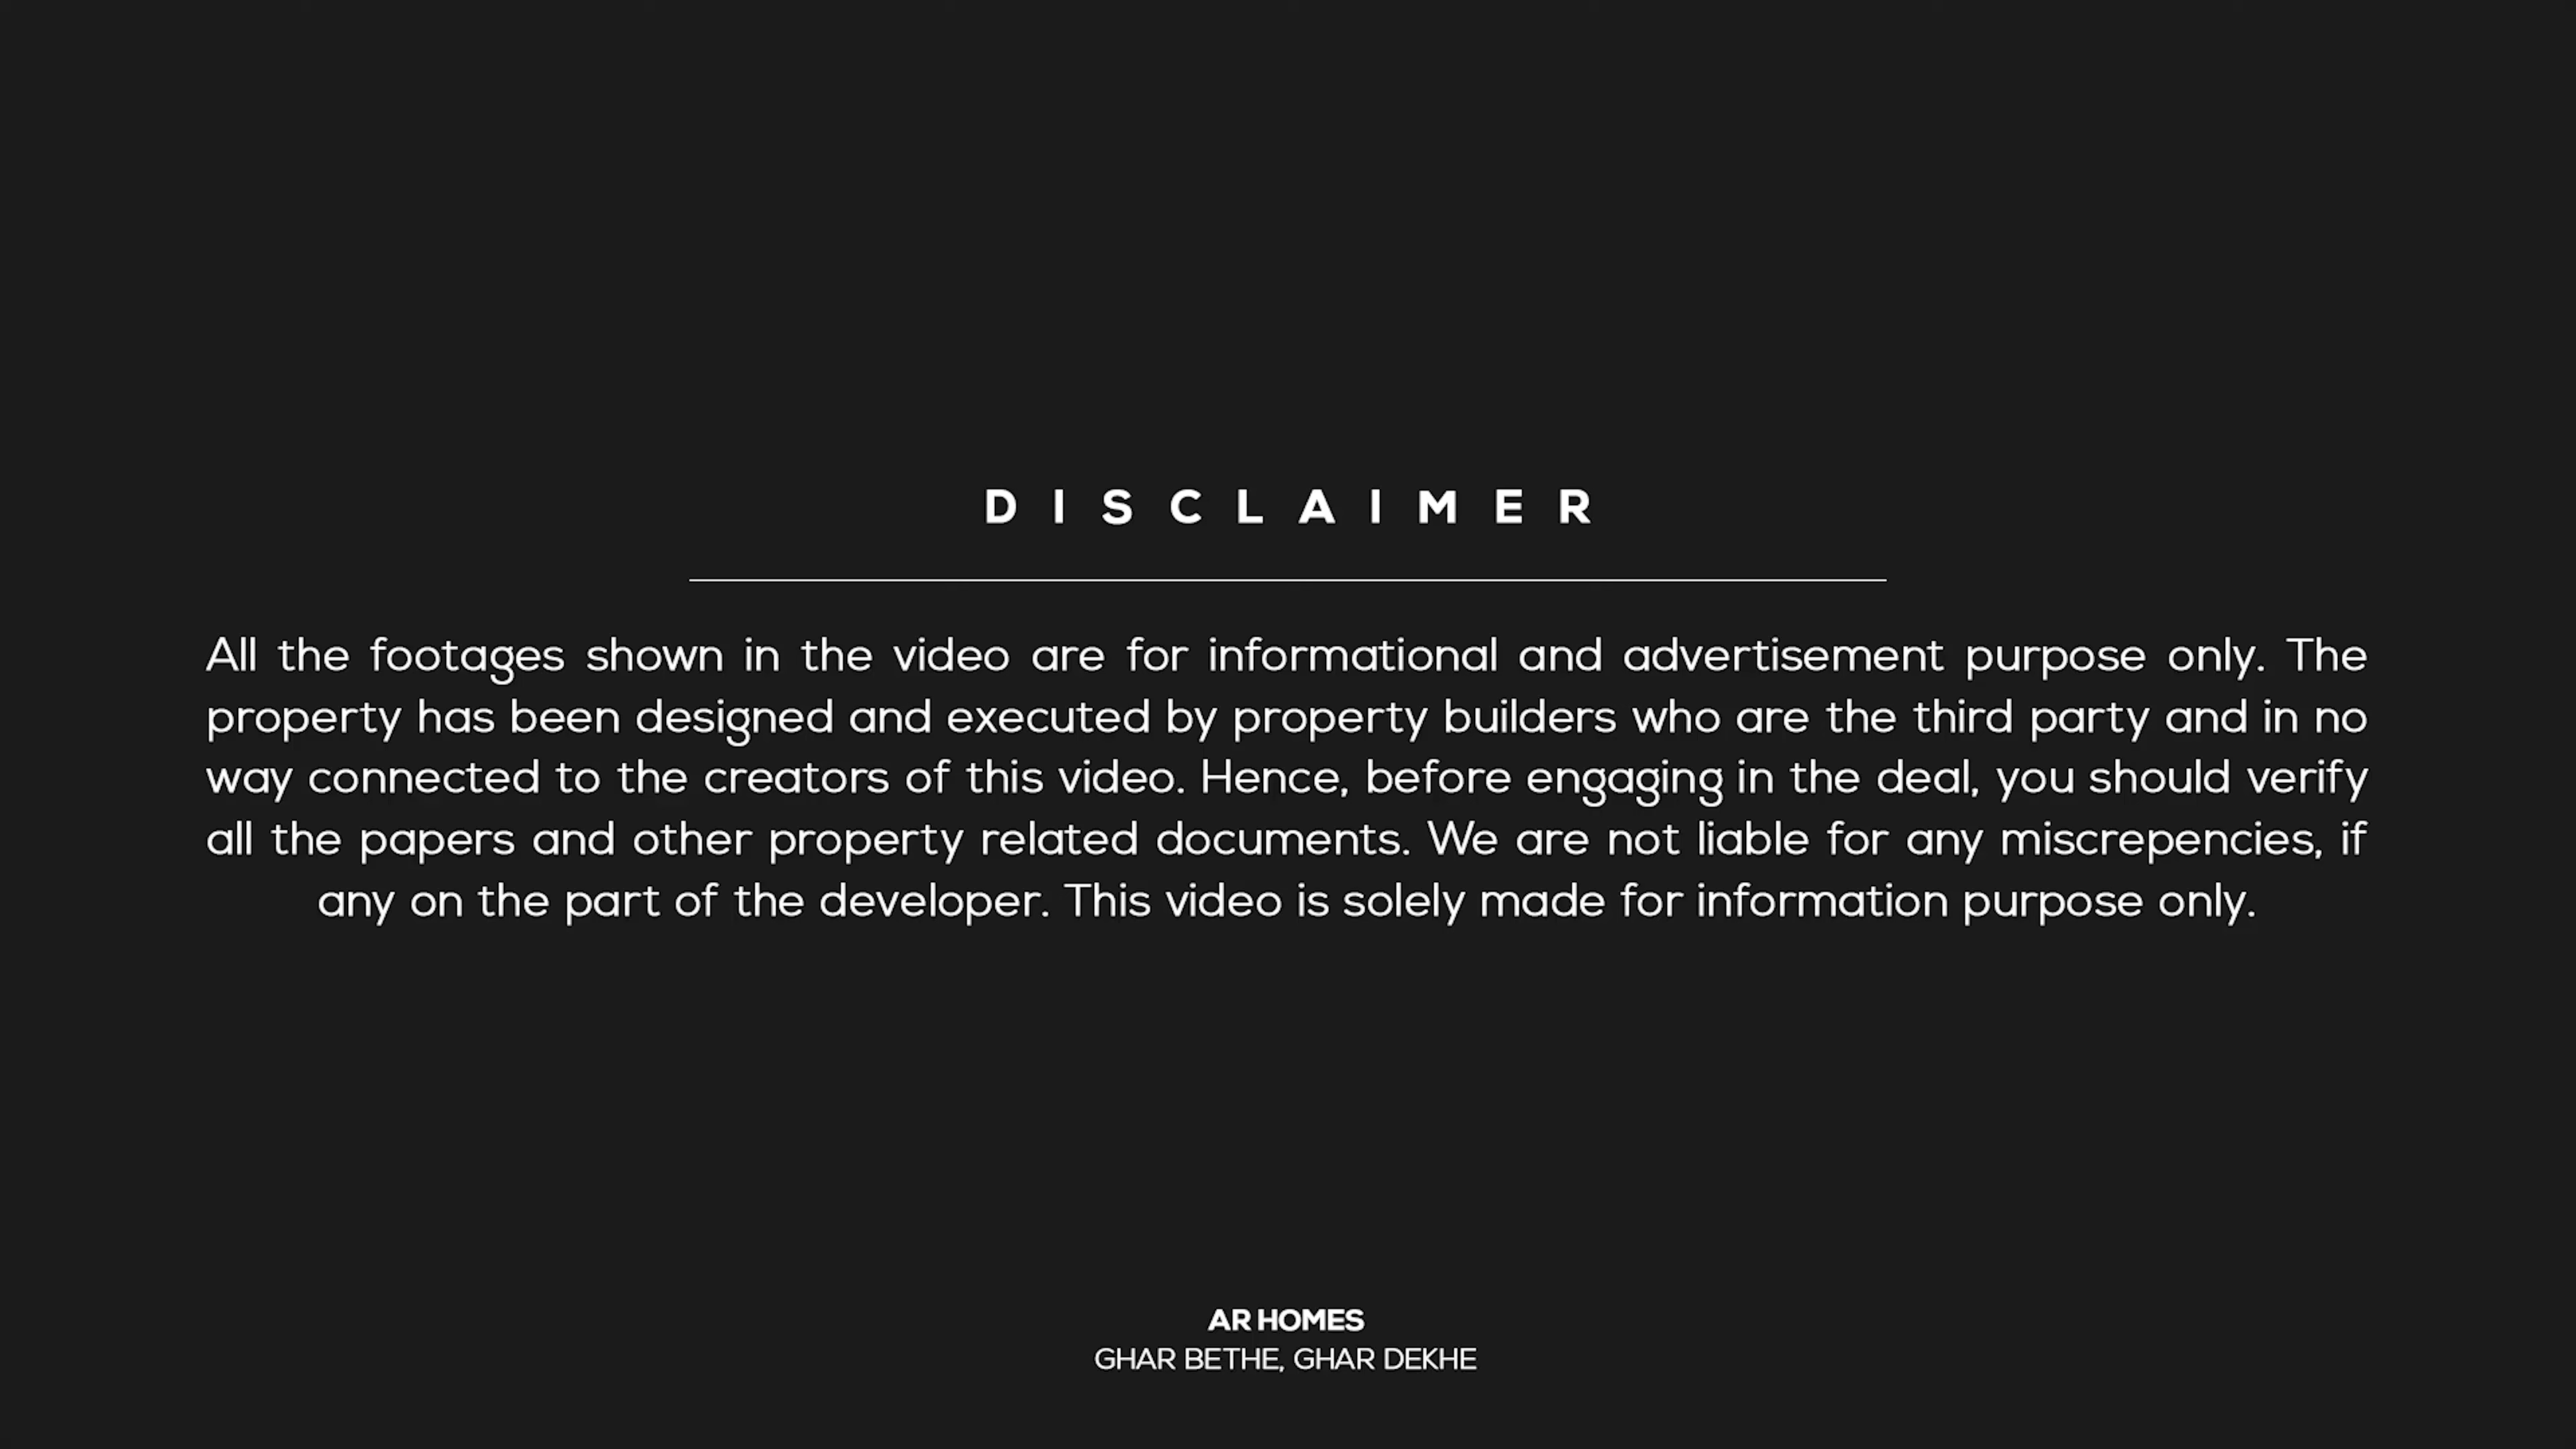 DISCLAIMER
All the footages shown in the video are for informational and advertisement purpose only. The
property has been designed and executed by property builders who are the third party and in no
way connected to the creators of this video. Hence, before engaging in the deal, you should verify
all the papers and other property related documents. We are not liable for any miscrepencies, if
any on the part of the developer. This video is solely made for information purpose only.
AR HOMES
GHAR BETHE, GHAR DEKHE